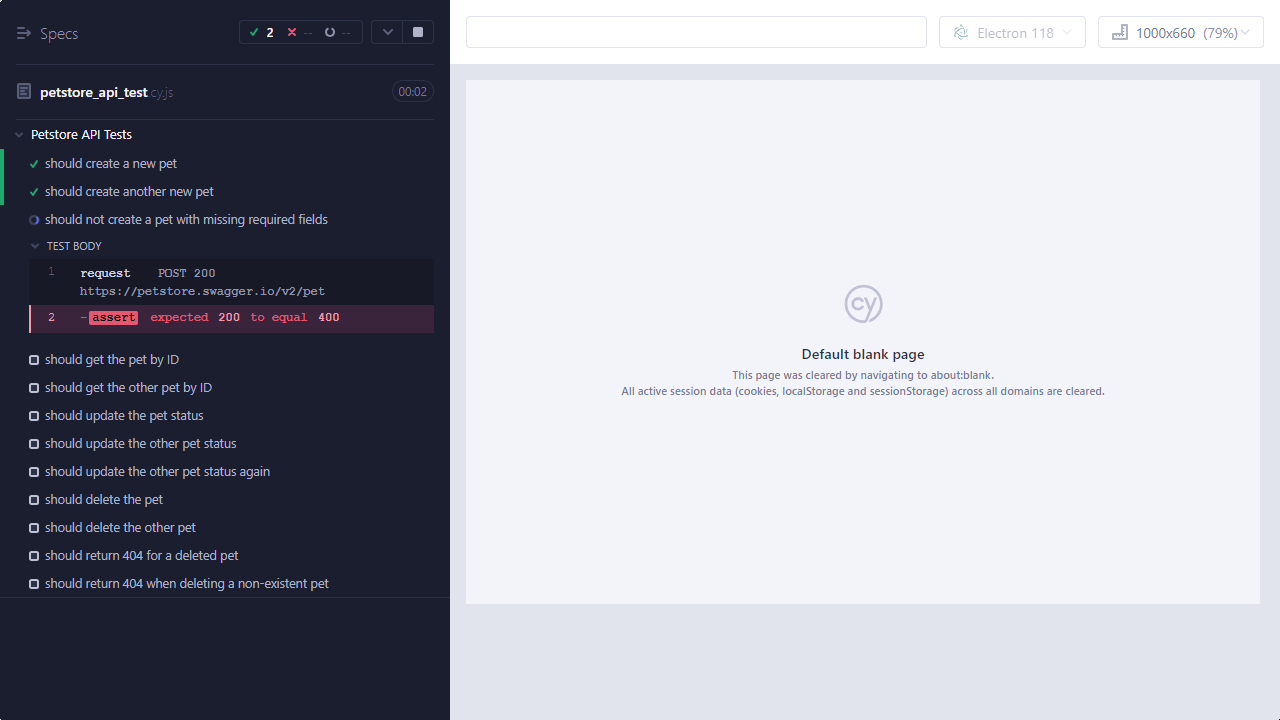 Specs
2 -- --
petstore_api_test.cy.js
00:02
Petstore API Tests
should create a new pet
should create another new pet
should not create a pet with missing required fields
TEST BODY
1 request POST 200
https://petstore.swagger.io/v2/pet
2 -assert expected 200 to equal 400
should get the pet by ID
should get the other pet by ID
should update the pet status
should update the other pet status
should update the other pet status again
should delete the pet
should delete the other pet
should return 404 for a deleted pet
should return 404 when deleting a non-existent pet
Electron 118
1000x660 (79%)
cy
Default blank page
This page was cleared by navigating to about:blank.
All active session data (cookies, localStorage and sessionStorage) across all domains are cleared.